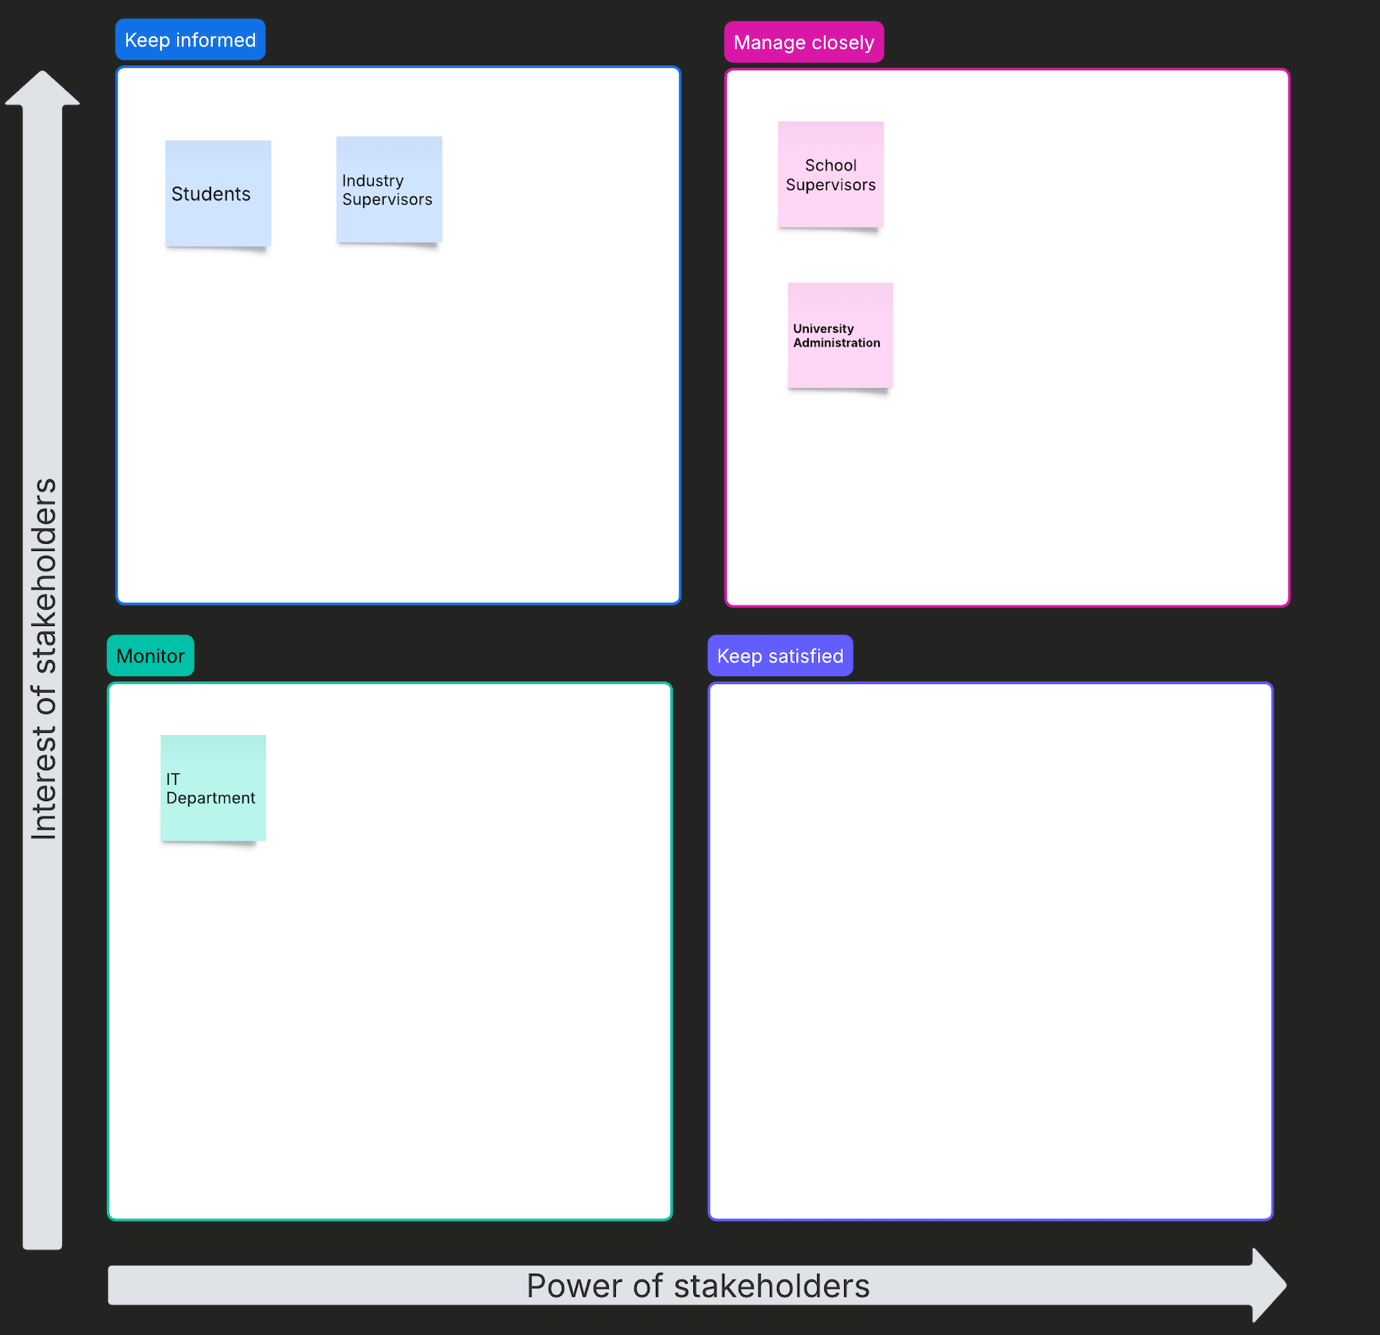 Keep informed
Manage closely
Students
Industry
Supervisors
School
Supervisors
University
Administration
Interest of stakeholders
Monitor
Keep satisfied
IT
Department
Power of stakeholders